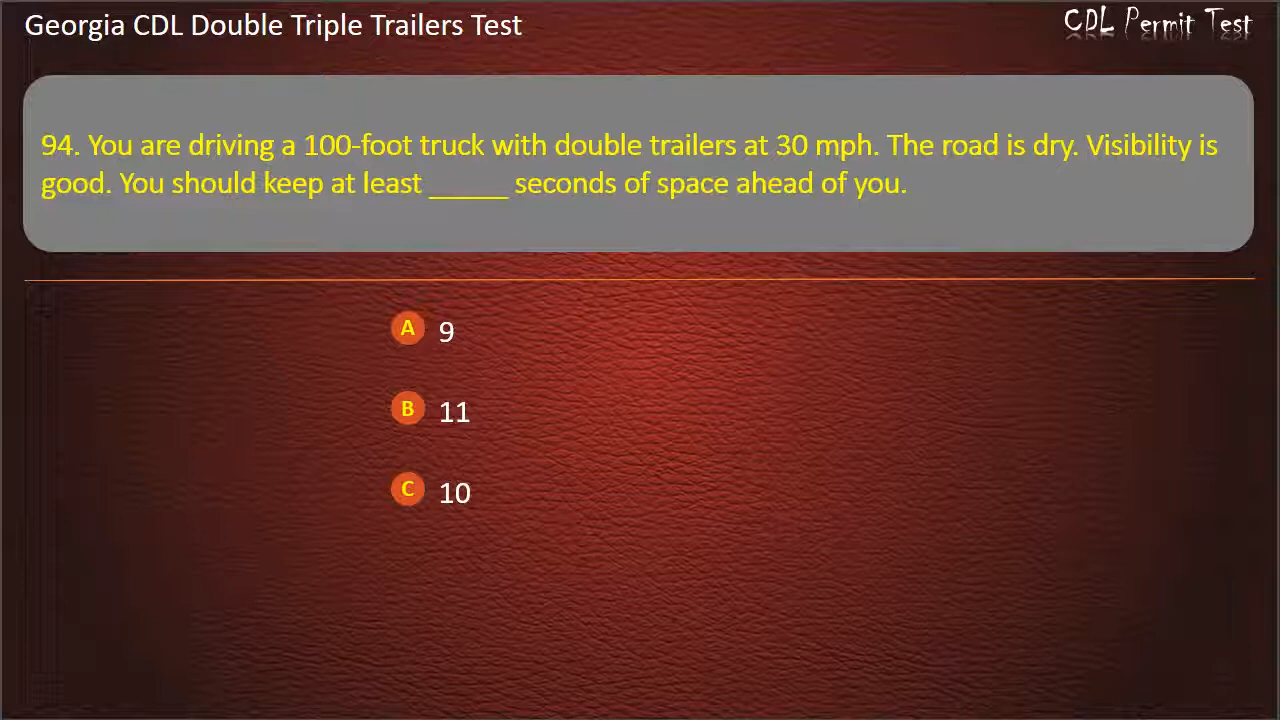 Georgia CDL Double Triple Trailers Test
CDL Permit Test
94. You are driving a 100-foot truck with double trailers at 30 mph. The road is dry. Visibility is
good. You should keep at least _____ seconds of space ahead of you.
A 9
B 11
C 10